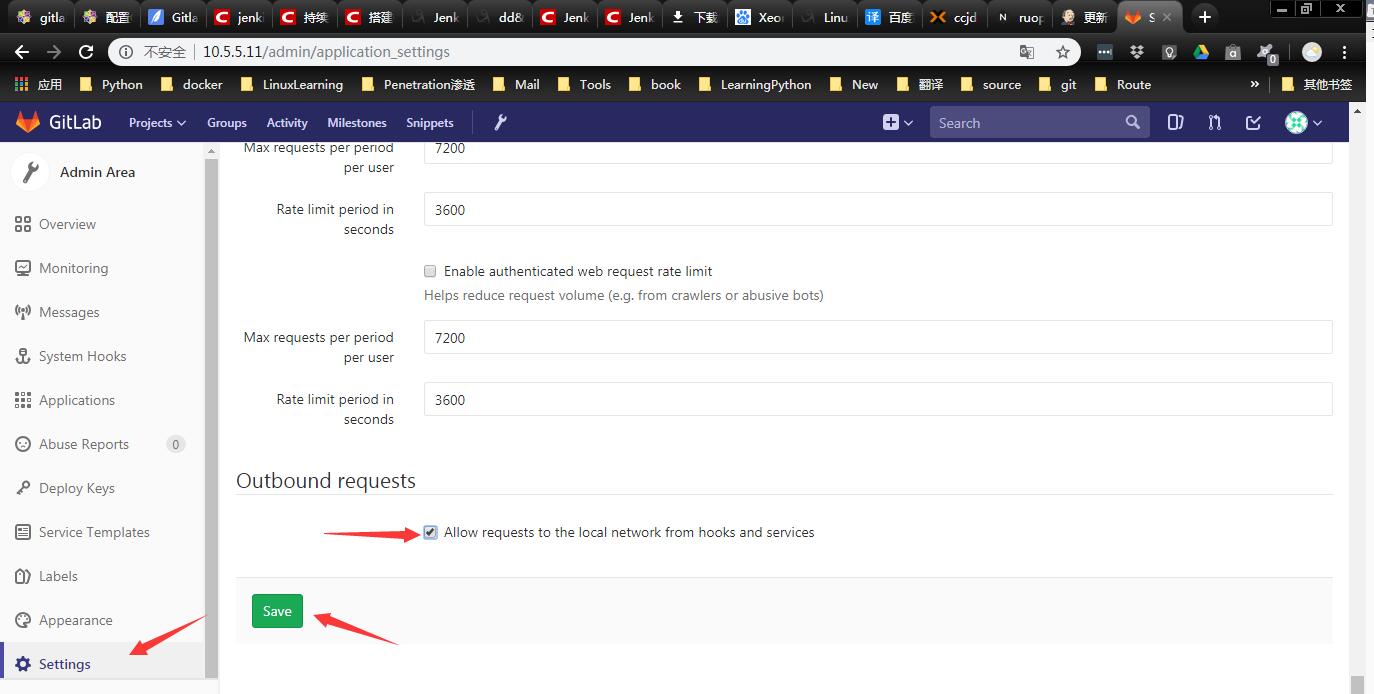 gitla
配置
Gitla
jenki
持续
搭建
Jenk
dd&
Jenk
Jenk
下载
Xeor
Linu
百度
ccjd
ruop
更新
S
不安全
10.5.5.11/admin/application_settings
0
应用
Python
docker
LinuxLearning
Penetration渗透
Mail
Tools
book
LearningPython
New
翻译
source
git
Route
»
其他书签
GitLab
Projects
Groups
Activity
Milestones
Snippets
Search
Admin Area
Overview
Monitoring
Messages
System Hooks
Applications
Abuse Reports
0
Deploy Keys
Service Templates
Labels
Appearance
Settings
Max requests per period
per user
7200
Rate limit period in
seconds
3600
Enable authenticated web request rate limit
Helps reduce request volume (e.g. from crawlers or abusive bots)
Max requests per period
per user
7200
Rate limit period in
seconds
3600
Outbound requests
Allow requests to the local network from hooks and services
Save